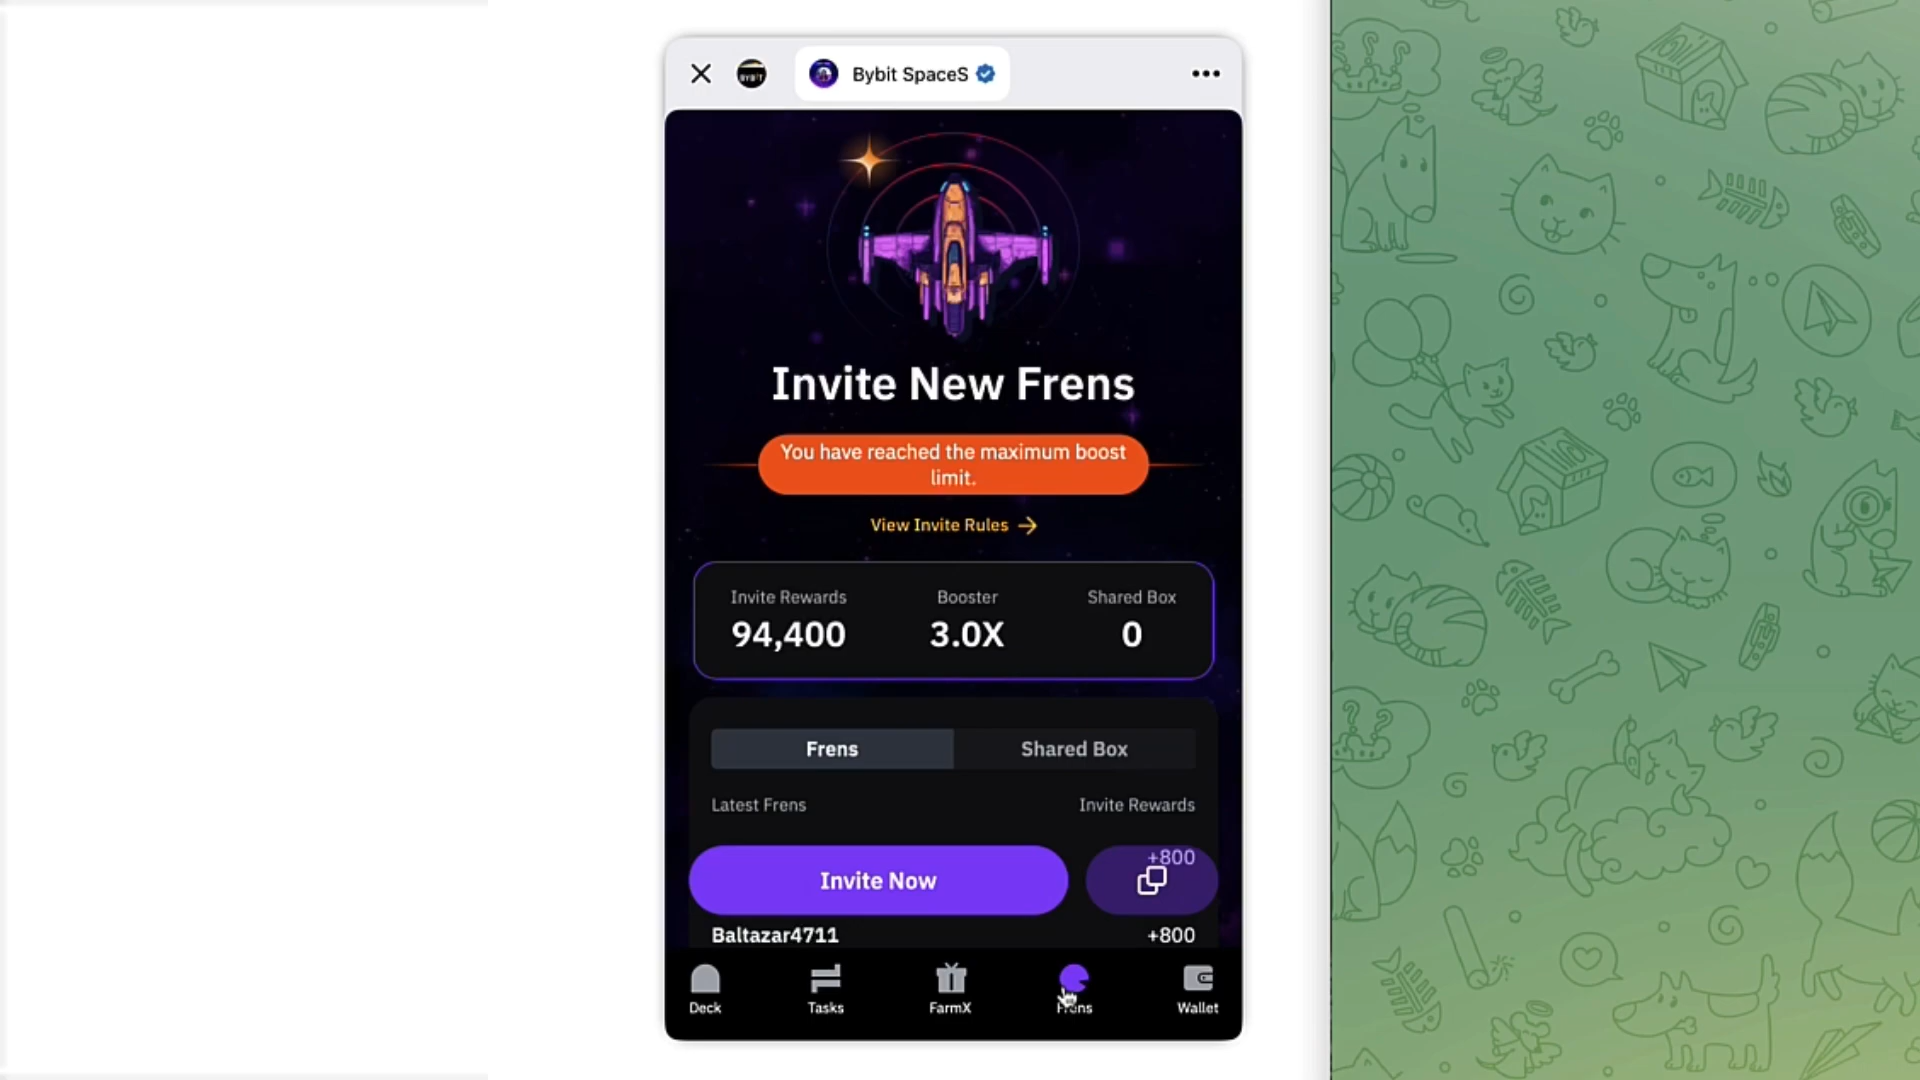 BYBIT
Bybit SpaceS
Invite New Frens
You have reached the maximum boost
limit.
View Invite Rules →
Invite Rewards Booster Shared Box
94,400 3.0X 0
Frens Shared Box
Latest Frens Invite Rewards
+800
Invite Now
Baltazar4711 +800
Deck Tasks FarmX Frens Wallet